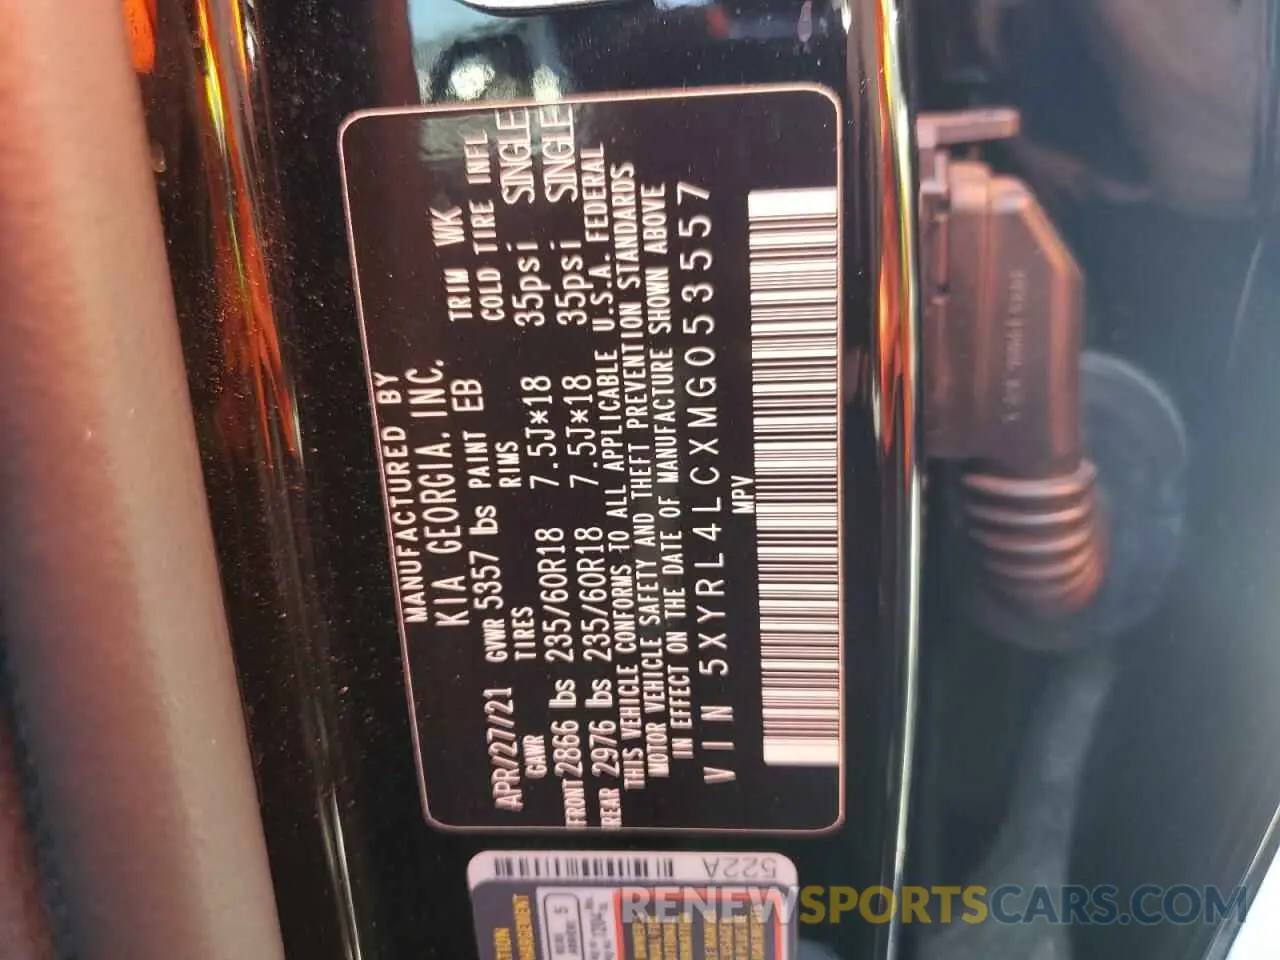 MANUFACTURED BY
KIA GEORGIA. INC.
APR/27/21 GVWR 5357 lbs PAINT EB TRIM WK
GAWR TIRES RIMS COLD TIRE INFL
FRONT 2866 lbs 235/60R18 7.5J*18 35psi SINGLE
REAR 2976 lbs 235/60R18 7.5J*18 35psi SINGLE
THIS VEHICLE CONFORMS TO ALL APPLICABLE U.S.A. FEDERAL
MOTOR VEHICLE SAFETY AND THEFT PREVENTION STANDARDS
IN EFFECT ON THE DATE OF MANUFACTURE SHOWN ABOVE
VIN 5XYRL4LCXMG053557
MPV
522A
RENEWSPORTSCARS.COM